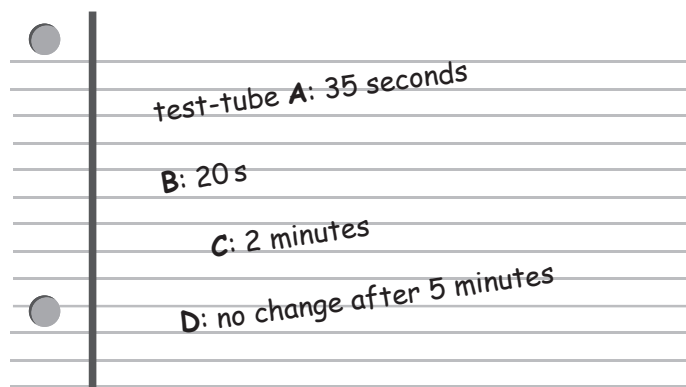 test-tube A: 35 seconds
B: 20 s
C: 2 minutes
D: no change after 5 minutes